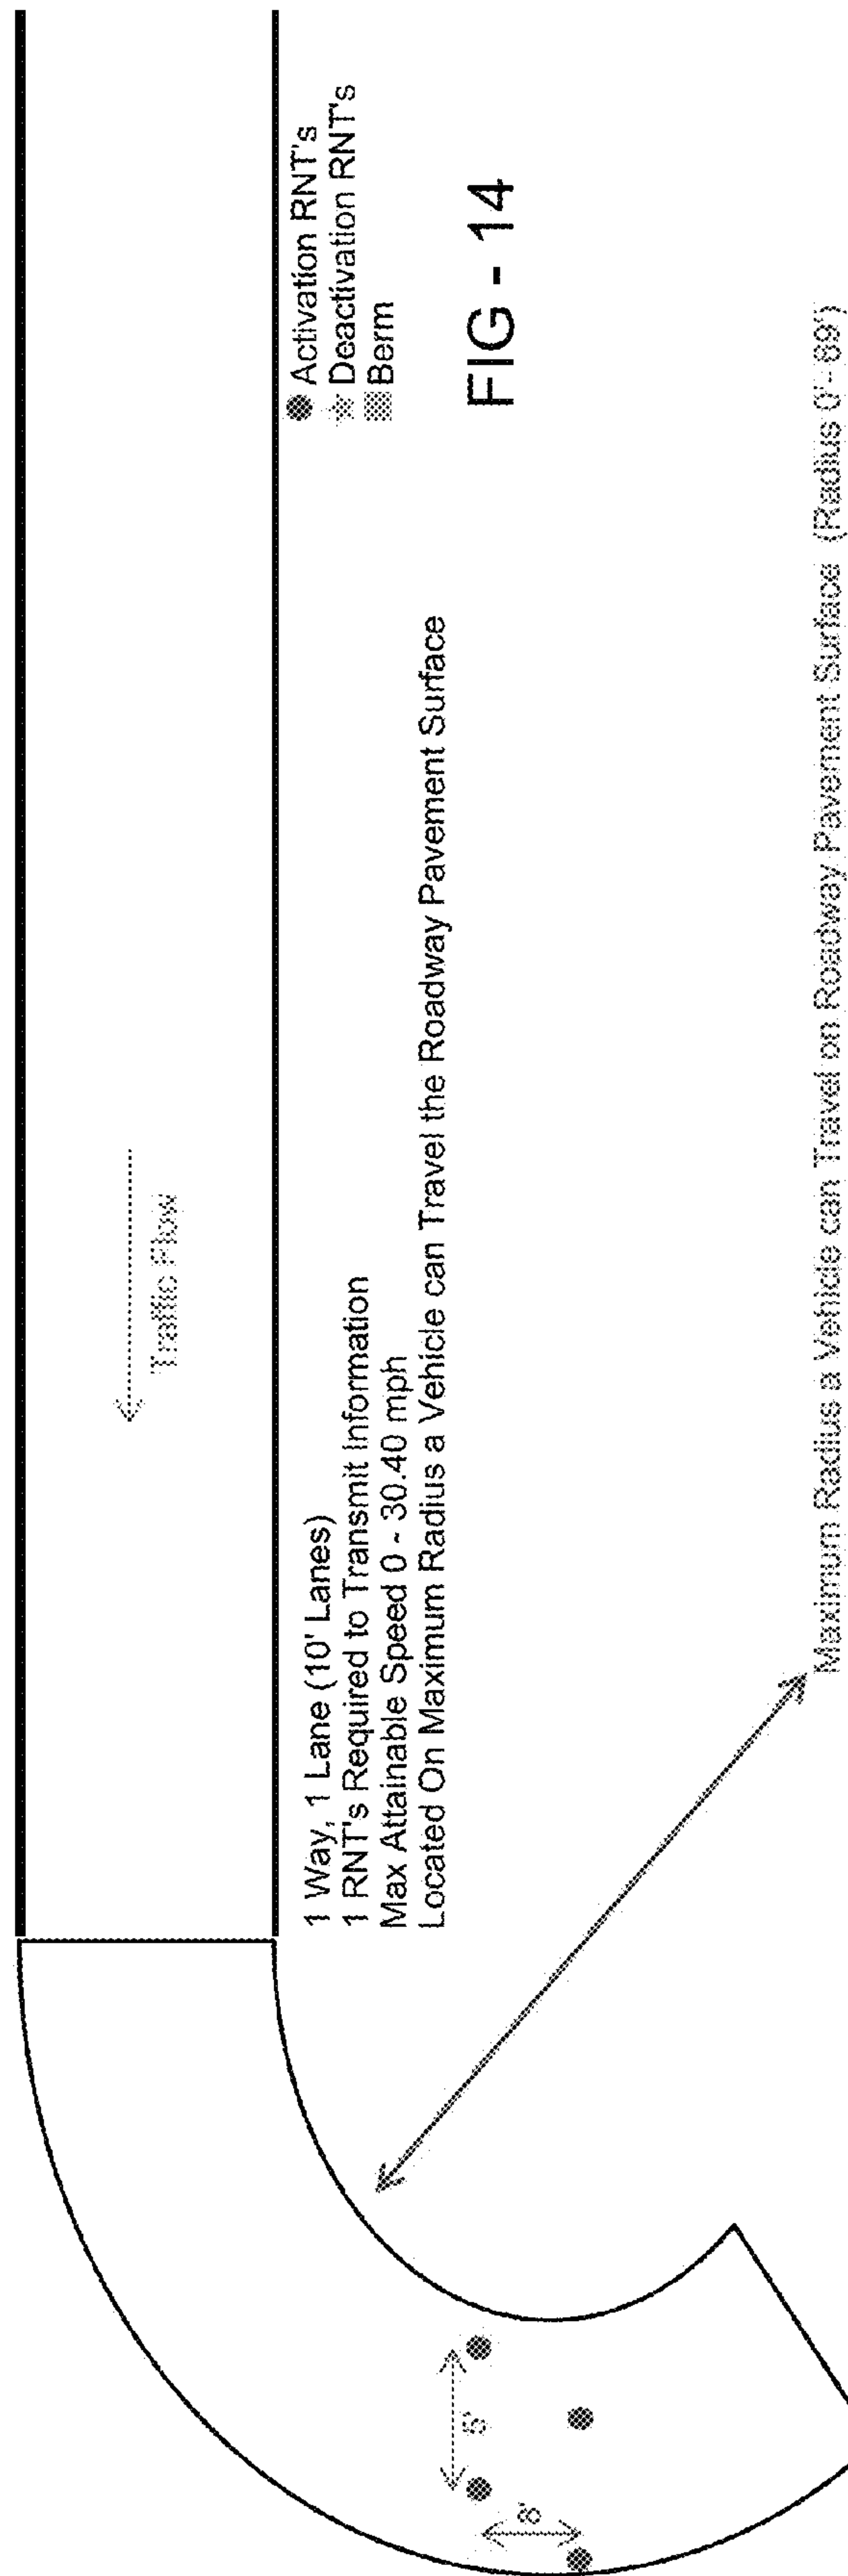 Traffic Flow
1 Way, 1 Lane (10' Lanes)
1 RNT's Required to Transmit Information
Max Attainable Speed 0 - 30.40 mph
Located On Maximum Radius a Vehicle can Travel the Roadway Pavement Surface
Activation RNT's
Deactivation RNT's
Berm
FIG - 14
5'
8'
Maximum Radius a Vehicle can Travel on Roadway Pavement Surface (Radius 0'- 69')